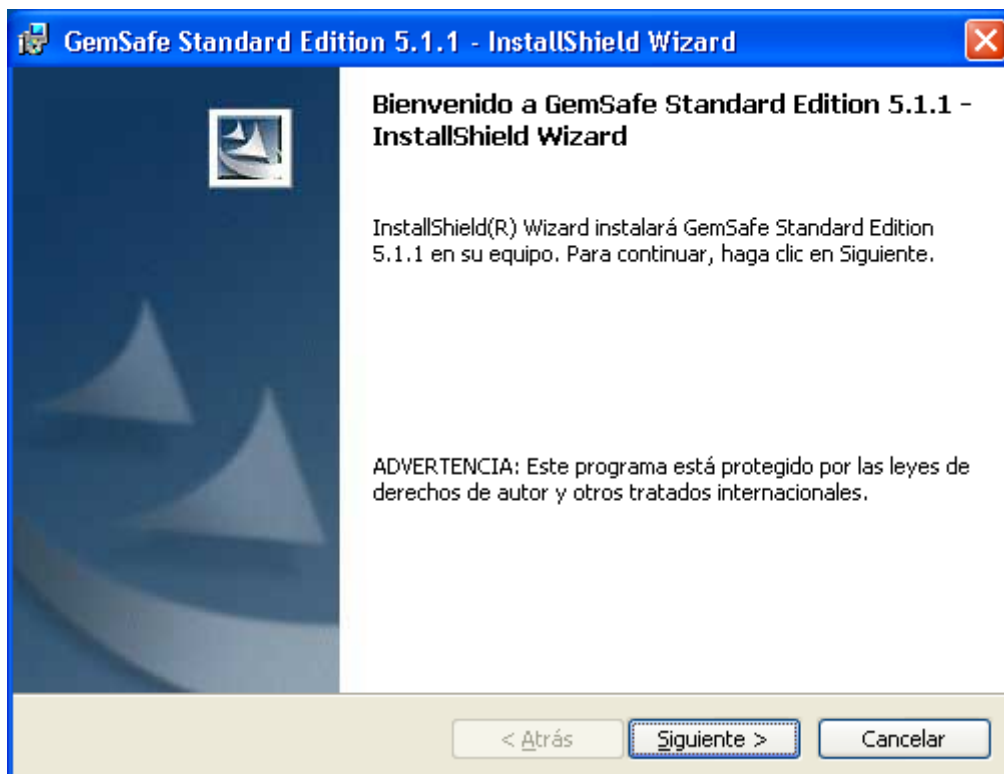 GemSafe Standard Edition 5.1.1 - InstallShield Wizard
Bienvenido a GemSafe Standard Edition 5.1.1 -
InstallShield Wizard
InstallShield(R) Wizard instalará GemSafe Standard Edition
5.1.1 en su equipo. Para continuar, haga clic en Siguiente.
ADVERTENCIA: Este programa está protegido por las leyes de
derechos de autor y otros tratados internacionales.
< Atrás
Siguiente >
Cancelar